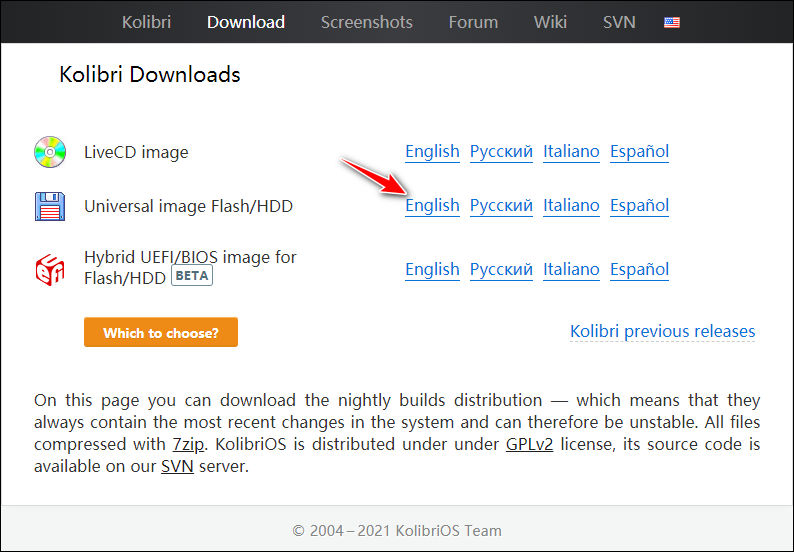 Kolibri Download Screenshots Forum Wiki SVN
Kolibri Downloads
LiveCD image English Русский Italiano Español
Universal image Flash/HDD English Русский Italiano Español
Hybrid UEFI/BIOS image for
Flash/HDD BETA English Русский Italiano Español
Which to choose? Kolibri previous releases
On this page you can download the nightly builds distribution — which means that they
always contain the most recent changes in the system and can therefore be unstable. All files
compressed with 7zip. KolibriOS is distributed under under GPLv2 license, its source code is
available on our SVN server.
© 2004–2021 KolibriOS Team